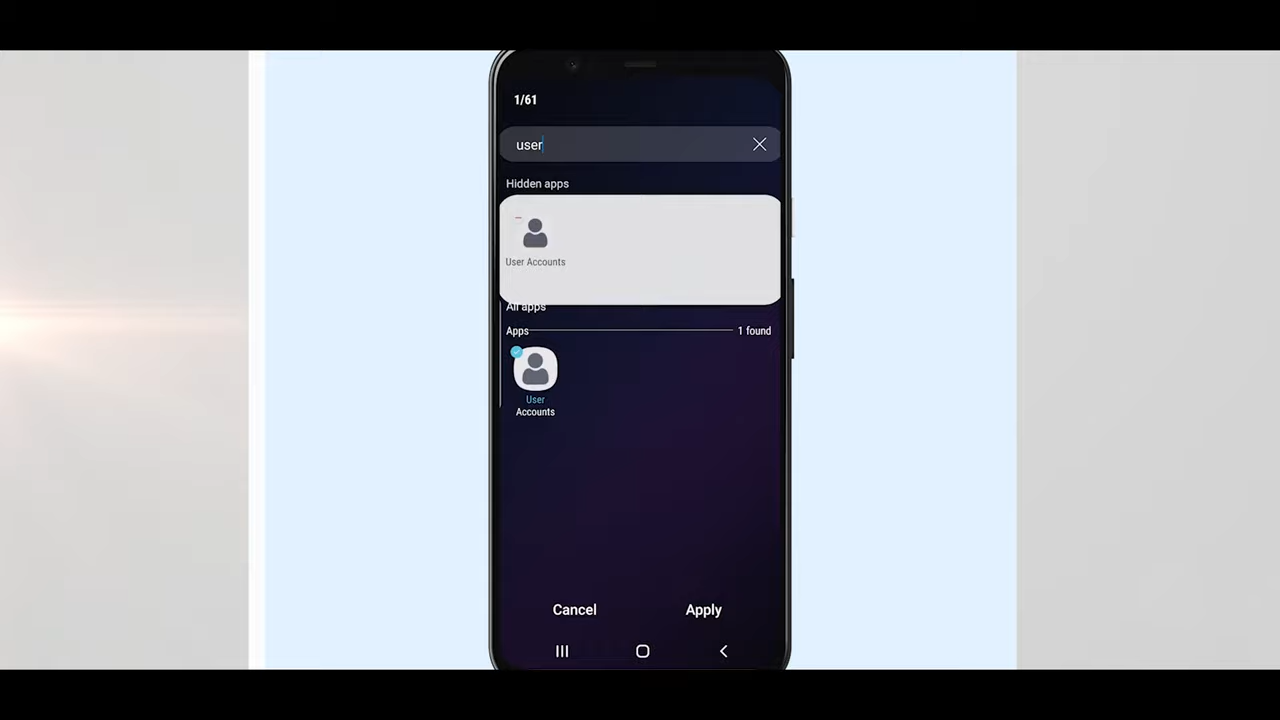 1/61
user
Hidden apps
User Accounts
All apps
Apps 1 found
User
Accounts
Cancel Apply